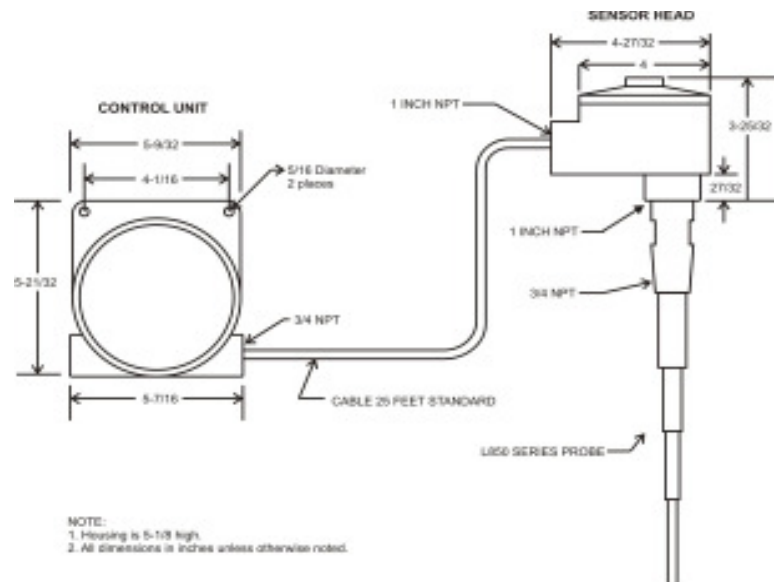 SENSOR HEAD
4-27/32
4
1 INCH NPT
3-25/32
27/32
1 INCH NPT
3/4 NPT
L850 SERIES PROBE
CONTROL UNIT
5-9/32
4-1/16
5/16 Diameter
2 places
5-21/32
3/4 NPT
CABLE 25 FEET STANDARD
5-7/16
NOTE:
1. Housing is 5-1/8 high.
2. All dimensions in inches unless otherwise noted.